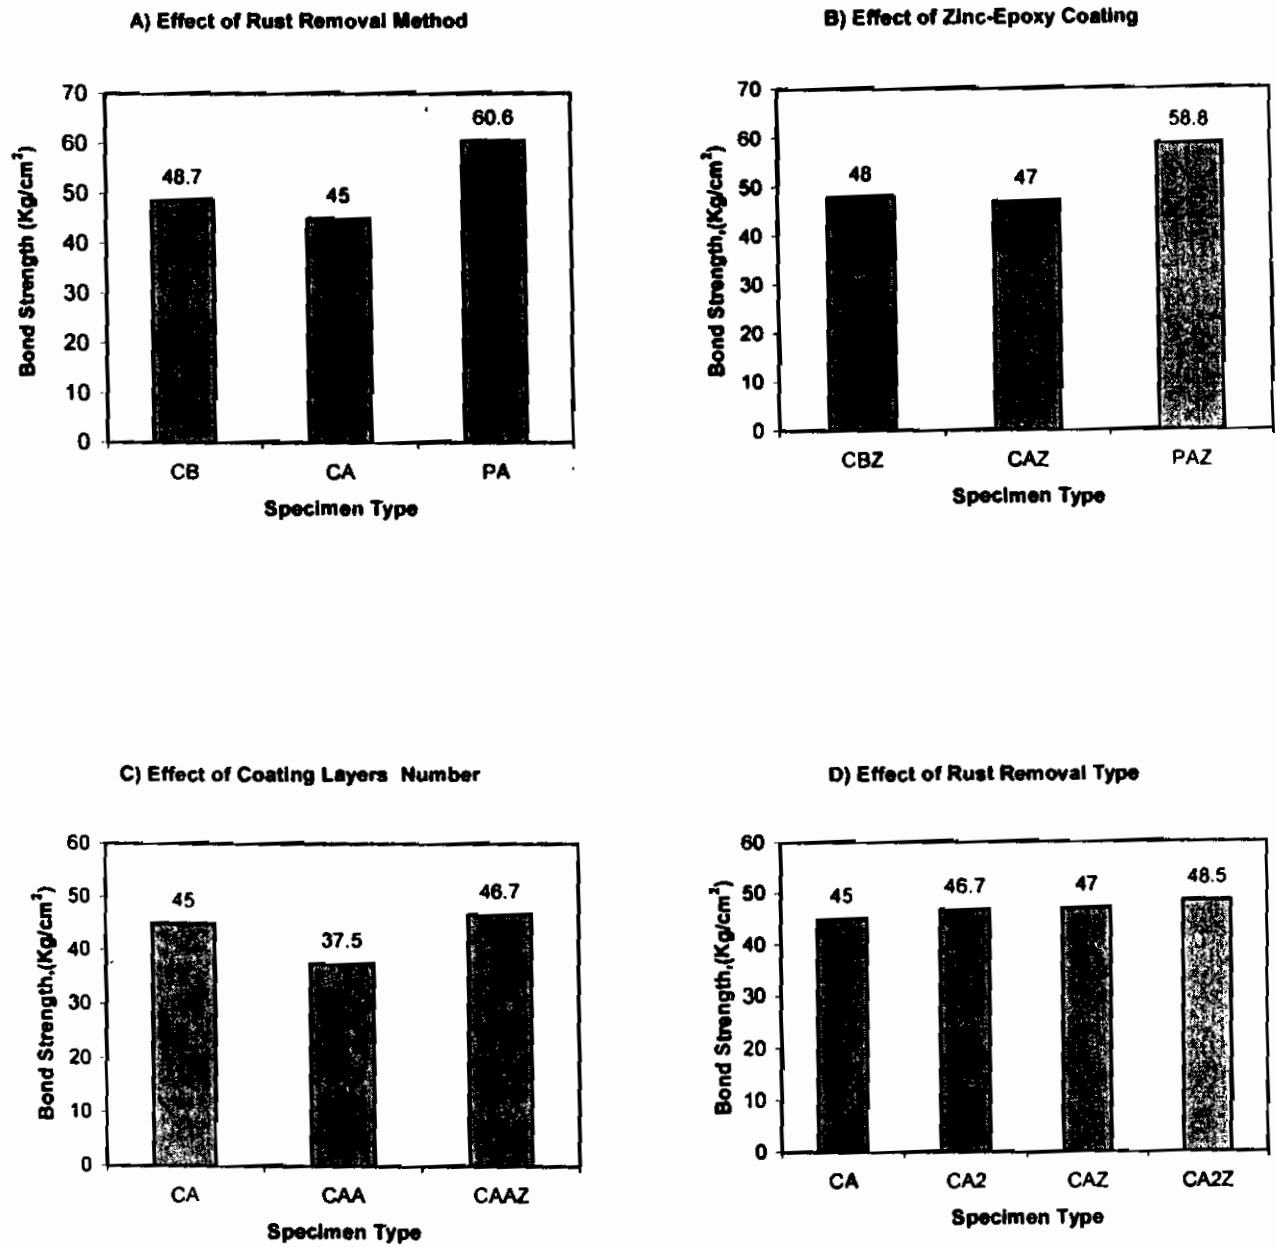 A) Effect of Rust Removal Method
70
60
50
40
30
20
10
0
Bond Strength (Kg/cm²)
48.7
45
60.6
CB
CA
PA
Specimen Type
B) Effect of Zinc-Epoxy Coating
70
60
50
40
30
20
10
0
Bond Strength,(Kg/cm²)
48
47
58.8
CBZ
CAZ
PAZ
Specimen Type
C) Effect of Coating Layers Number
60
50
40
30
20
10
0
Bond Strength,(Kg/cm²)
45
37.5
46.7
CA
CAA
CAAZ
Specimen Type
D) Effect of Rust Removal Type
60
50
40
30
20
10
0
Bond Strength,(Kg/cm²)
45
46.7
47
48.5
CA
CA2
CAZ
CA2Z
Specimen Type